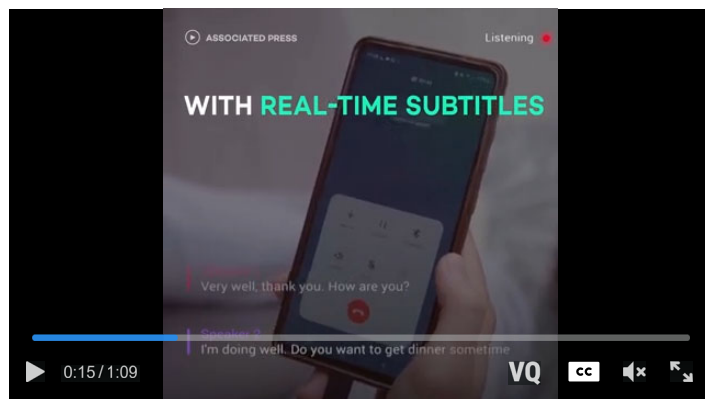 ASSOCIATED PRESS
Listening
WITH REAL-TIME SUBTITLES
Very well, thank you. How are you?
Speaker 2
I'm doing well. Do you want to get dinner sometime
0:15 / 1:09
VQ
CC